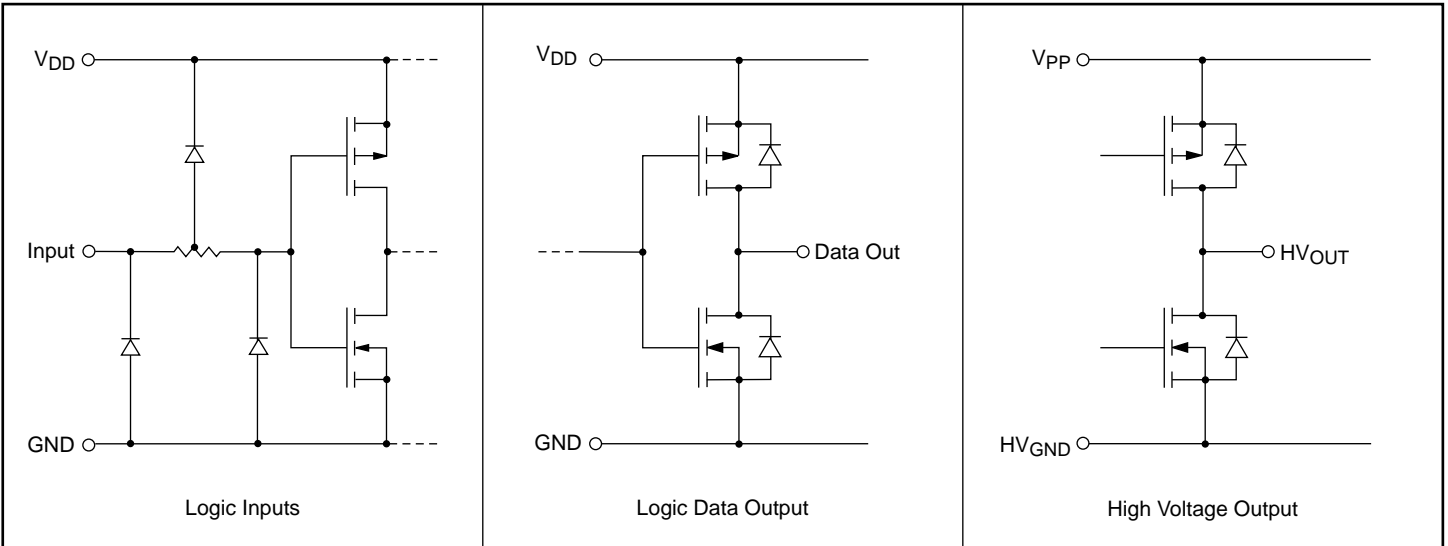 VDD
Input
GND
Logic Inputs
VDD
Data Out
GND
Logic Data Output
VPP
HVOUT
HVGND
High Voltage Output